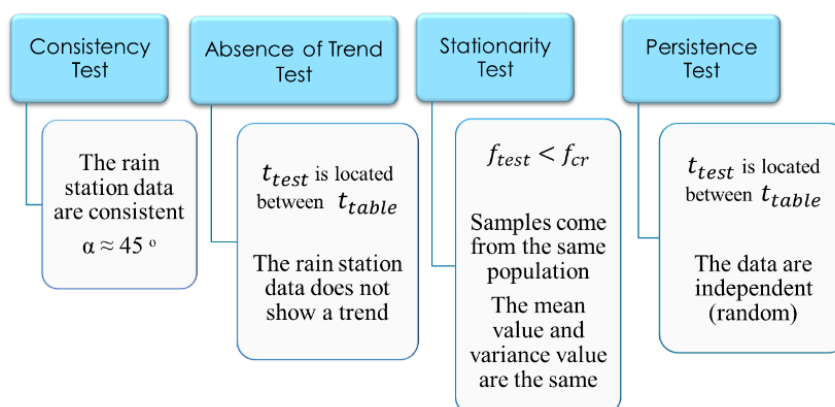 Consistency
Test
The rain
station data
are consistent
α ≈ 45 °
Absence of Trend
Test
t_test is located
between t_table
The rain station
data does not
show a trend
Stationarity
Test
f_test < f_cr
Samples come
from the same
population
The mean
value and
variance value
are the same
Persistence
Test
t_test is located
between t_table
The data are
independent
(random)